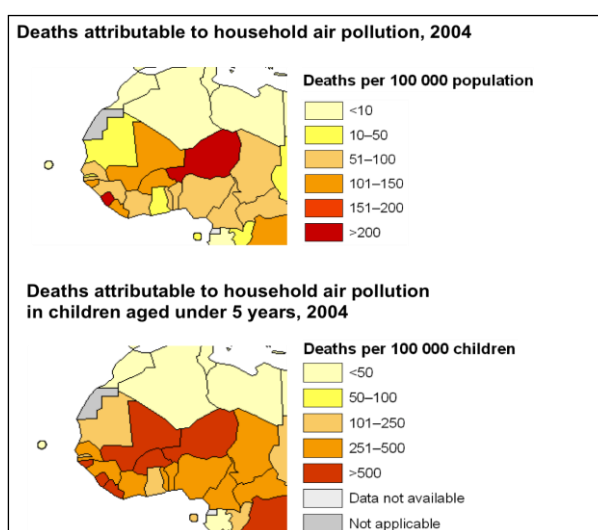 Deaths attributable to household air pollution, 2004
Deaths per 100 000 population
<10
10–50
51–100
101–150
151–200
>200
Deaths attributable to household air pollution
in children aged under 5 years, 2004
Deaths per 100 000 children
<50
50–100
101–250
251–500
>500
Data not available
Not applicable